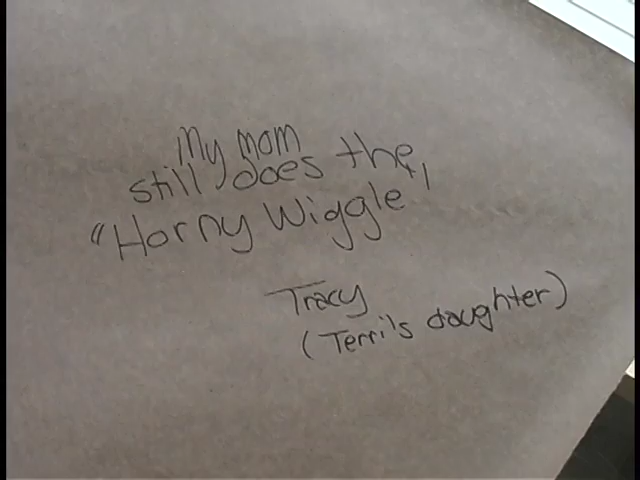 My mom
still does the
"Horny Wiggle"
Tracy
(Terri's daughter)